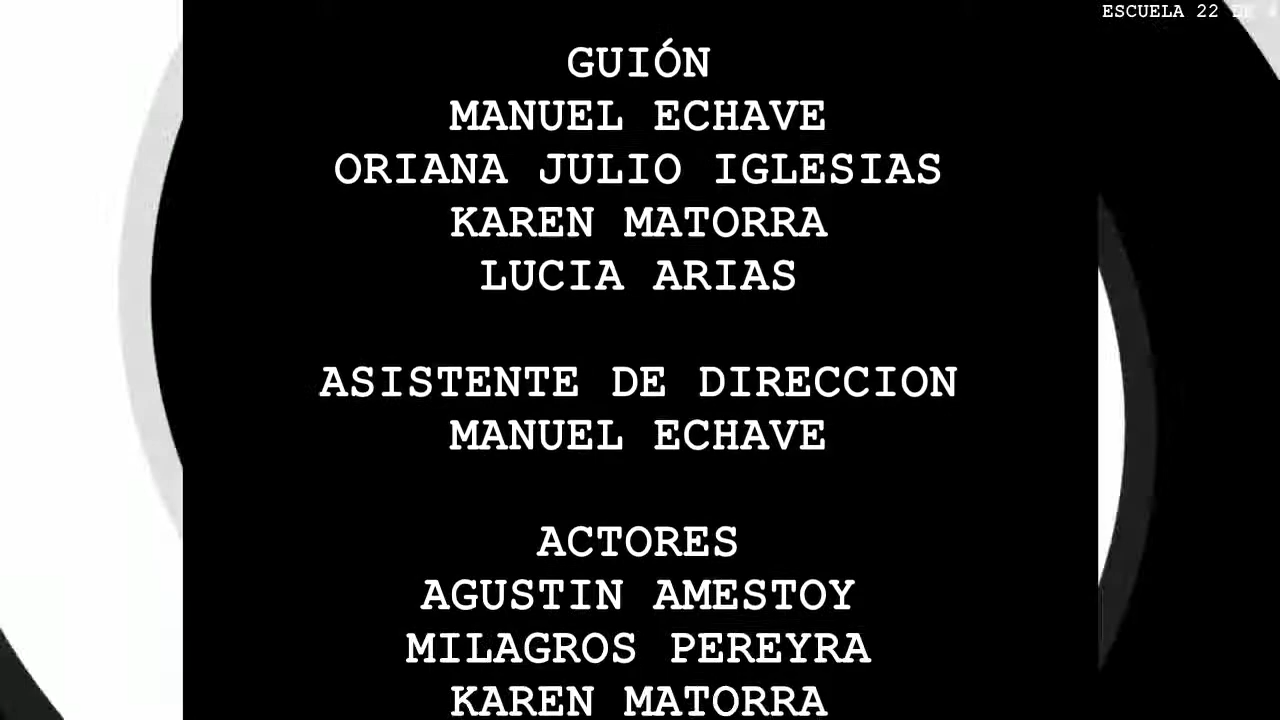 ESCUELA 22 DE
GUIÓN
MANUEL ECHAVE
ORIANA JULIO IGLESIAS
KAREN MATORRA
LUCIA ARIAS
ASISTENTE DE DIRECCION
MANUEL ECHAVE
ACTORES
AGUSTIN AMESTOY
MILAGROS PEREYRA
KAREN MATORRA